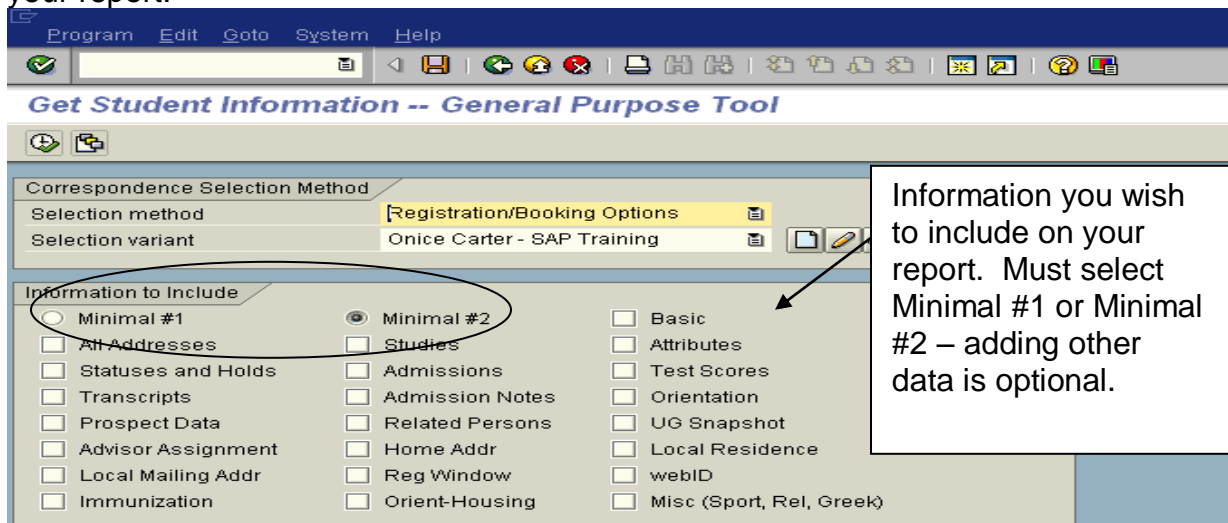 your report.
Program Edit Goto System Help
Get Student Information -- General Purpose Tool
Correspondence Selection Method
Selection method Registration/Booking Options
Selection variant Onice Carter - SAP Training
Information to Include
Minimal #1 Minimal #2 Basic
All Addresses Studies Attributes
Statuses and Holds Admissions Test Scores
Transcripts Admission Notes Orientation
Prospect Data Related Persons UG Snapshot
Advisor Assignment Home Addr Local Residence
Local Mailing Addr Reg Window webID
Immunization Orient-Housing Misc (Sport, Rel, Greek)
Information you wish
to include on your
report. Must select
Minimal #1 or Minimal
#2 – adding other
data is optional.